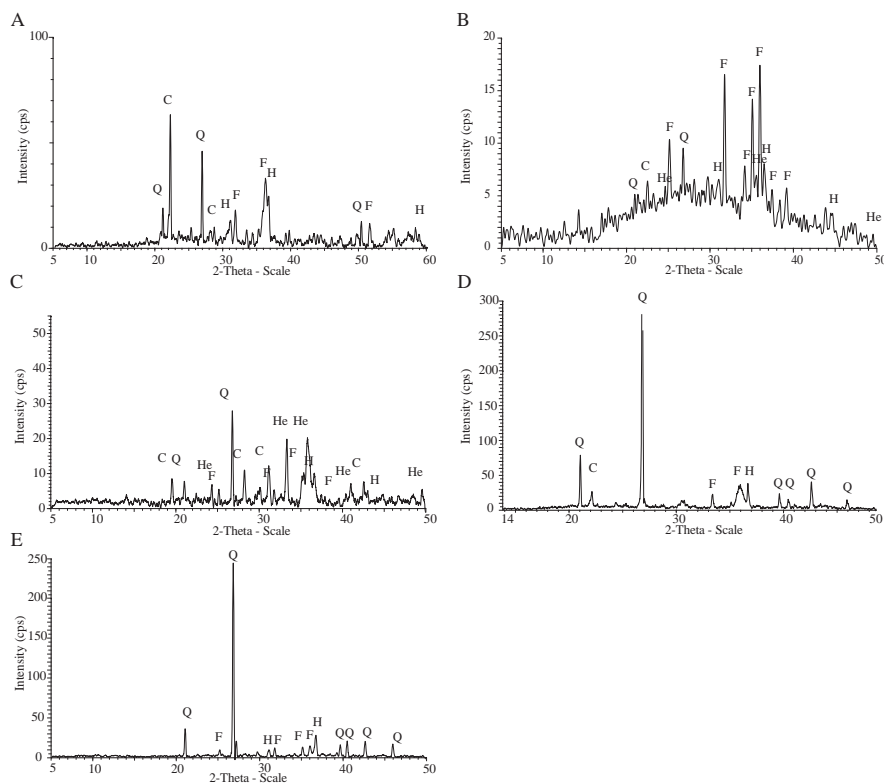 A
100
0
Intensity (cps)
Q C Q C H F F H Q F H
5 20 30 40 50 60
2-Theta - Scale
B
20
15
10
5
0
Intensity (cps)
Q C He F Q H F F F He H F F H He
5 10 20 30 40 50
2-Theta - Scale
C
50
40
30
20
10
0
Intensity (cps)
C Q He F Q C C F He F He H F He C H He
5 10 20 30 40 50
2-Theta - Scale
D
300
250
200
150
100
50
0
Intensity (cps)
Q C Q F F H Q Q Q Q
14 20 30 40 50
2-Theta - Scale
E
250
200
150
100
50
0
Intensity (cps)
Q F Q H F F F H Q Q Q Q
5 10 20 30 40 50
2-Theta - Scale